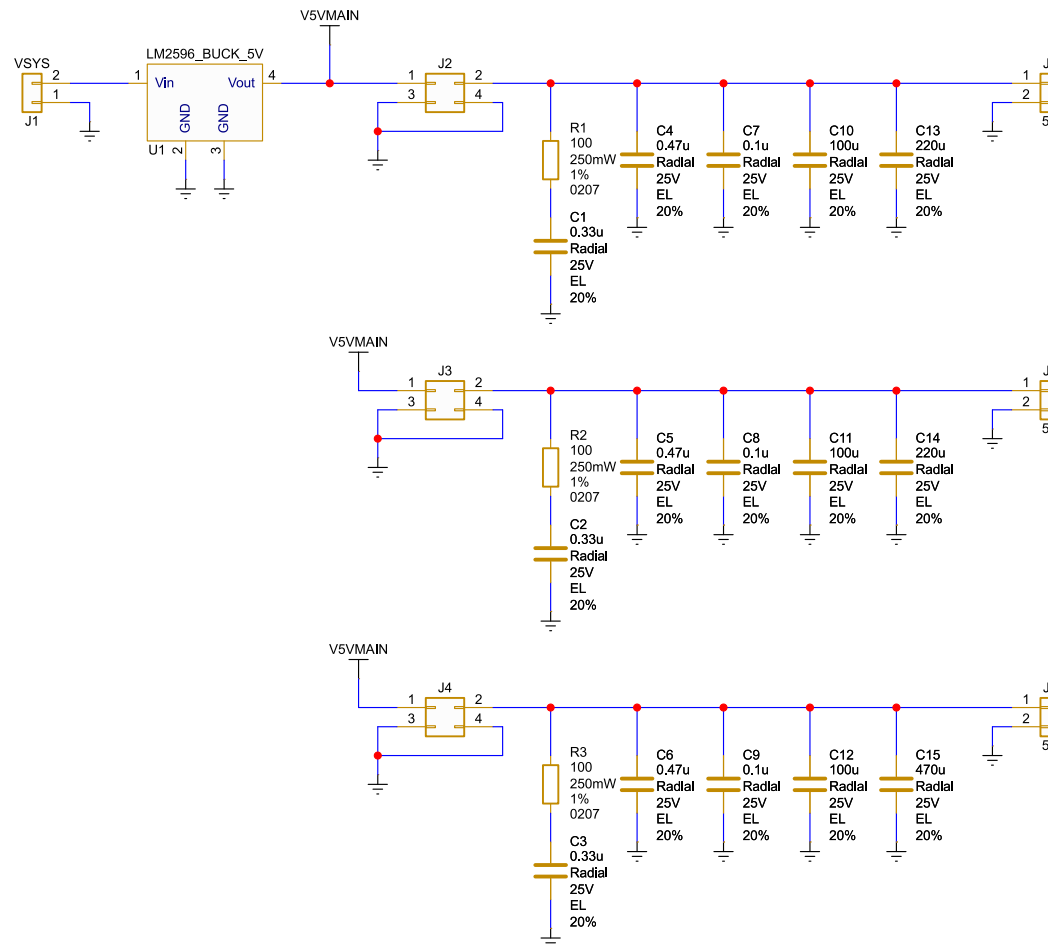 V5VMAIN
LM2596_BUCK_5V
VSYS
2
1
J1
1
Vin
Vout
4
GND
GND
U1
2
3
J2
1
2
3
4
R1
100
250mW
1%
0207
C1
0.33u
Radial
25V
EL
20%
C4
0.47u
Radial
25V
EL
20%
C7
0.1u
Radial
25V
EL
20%
C10
100u
Radial
25V
EL
20%
C13
220u
Radial
25V
EL
20%
J
1
2
5
V5VMAIN
J3
1
2
3
4
R2
100
250mW
1%
0207
C2
0.33u
Radial
25V
EL
20%
C5
0.47u
Radial
25V
EL
20%
C8
0.1u
Radial
25V
EL
20%
C11
100u
Radial
25V
EL
20%
C14
220u
Radial
25V
EL
20%
J
1
2
5
V5VMAIN
J4
1
2
3
4
R3
100
250mW
1%
0207
C3
0.33u
Radial
25V
EL
20%
C6
0.47u
Radial
25V
EL
20%
C9
0.1u
Radial
25V
EL
20%
C12
100u
Radial
25V
EL
20%
C15
470u
Radial
25V
EL
20%
J
1
2
5